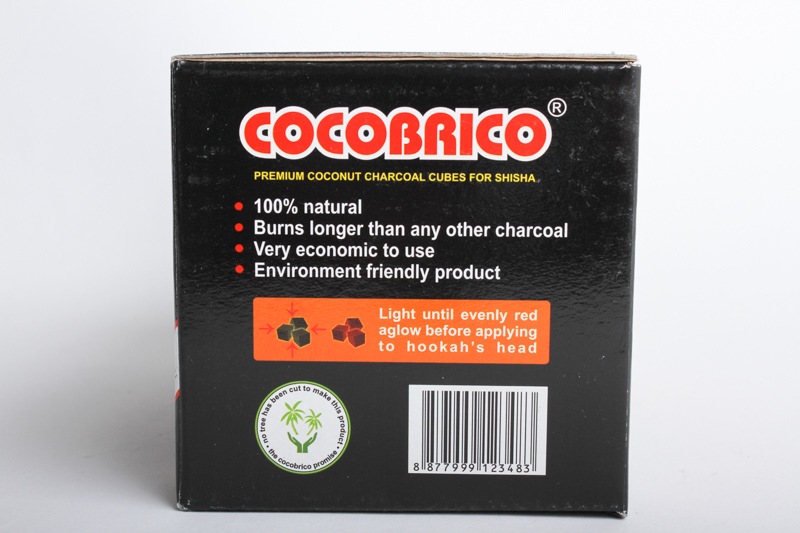 COCOBRICO®
PREMIUM COCONUT CHARCOAL CUBES FOR SHISHA
• 100% natural
• Burns longer than any other charcoal
• Very economic to use
• Environment friendly product
Light until evenly red
aglow before applying
to hookah's head
• no tree has been cut to make this product •
the cocobrico promise
8 877999 123483